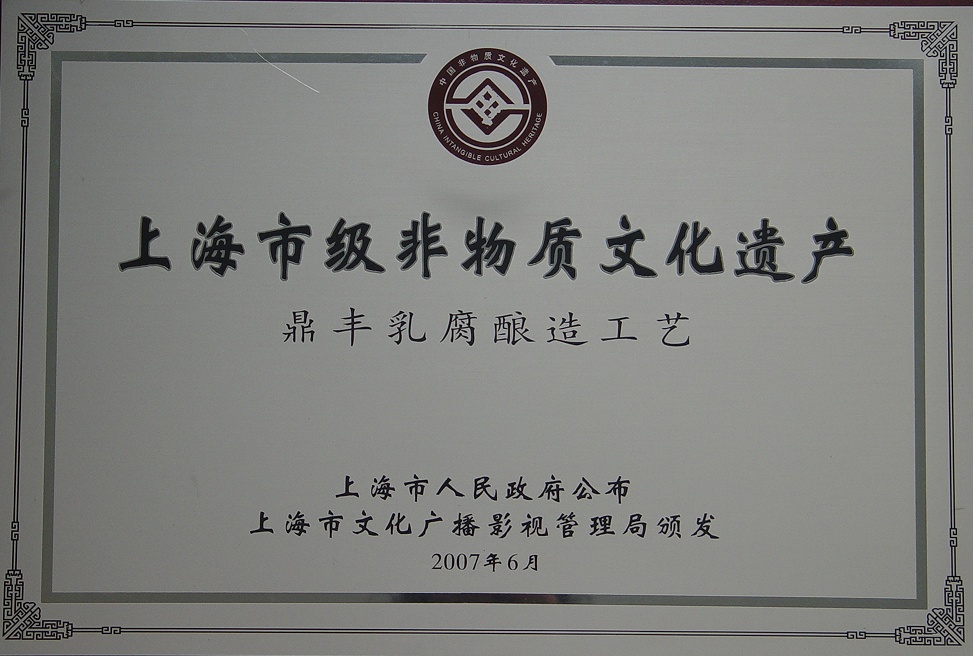 中国非物质文化遗产
CHINA INTANGIBLE CULTURAL HERITAGE
上海市级非物质文化遗产
鼎丰乳腐酿造工艺
上海市人民政府公布
上海市文化广播影视管理局颁发
2007年6月